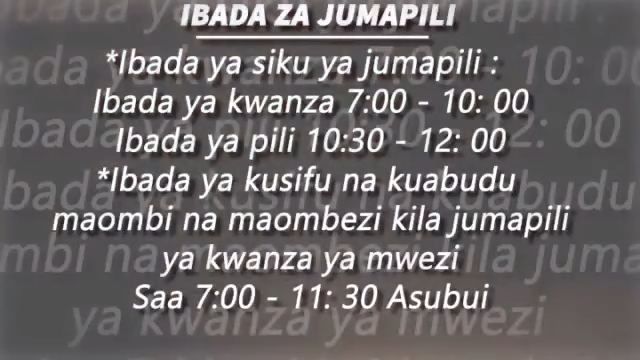 IBADA ZA JUMAPILI
*Ibada ya siku ya jumapili :
Ibada ya kwanza 7:00 - 10: 00
Ibada ya pili 10:30 - 12: 00
*Ibada ya kusifu na kuabudu
maombi na maombezi kila jumapili
ya kwanza ya mwezi
Saa 7:00 - 11: 30 Asubui